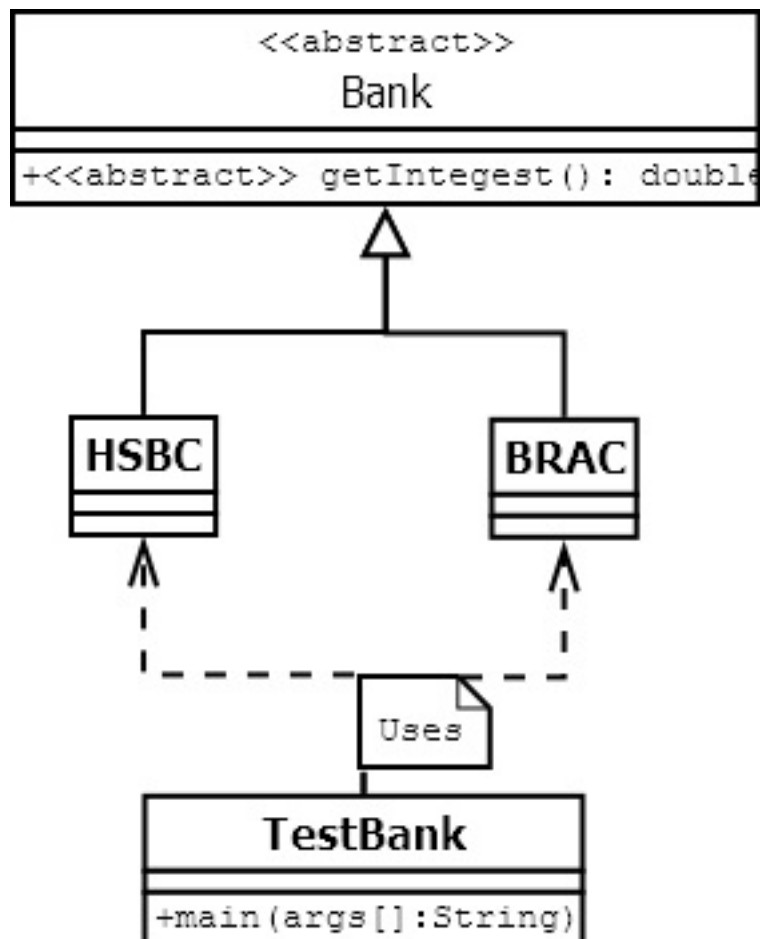 <<abstract>>
Bank
+<<abstract>> getIntegest(): double
HSBC
BRAC
Uses
TestBank
+main(args[]:String)